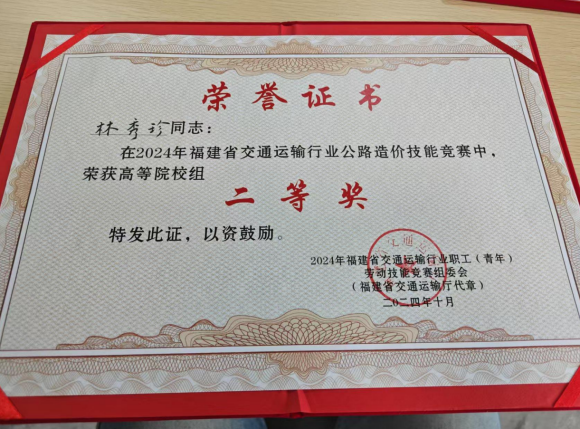 荣誉证书
林秀珍同志：
在2024年福建省交通运输行业公路造价技能竞赛中，
荣获高等院校组
二等奖
特发此证，以资鼓励。
2024年福建省交通运输行业职工（青年）
劳动技能竞赛组委会
（福建省交通运输厅代章）
二〇二四年十月